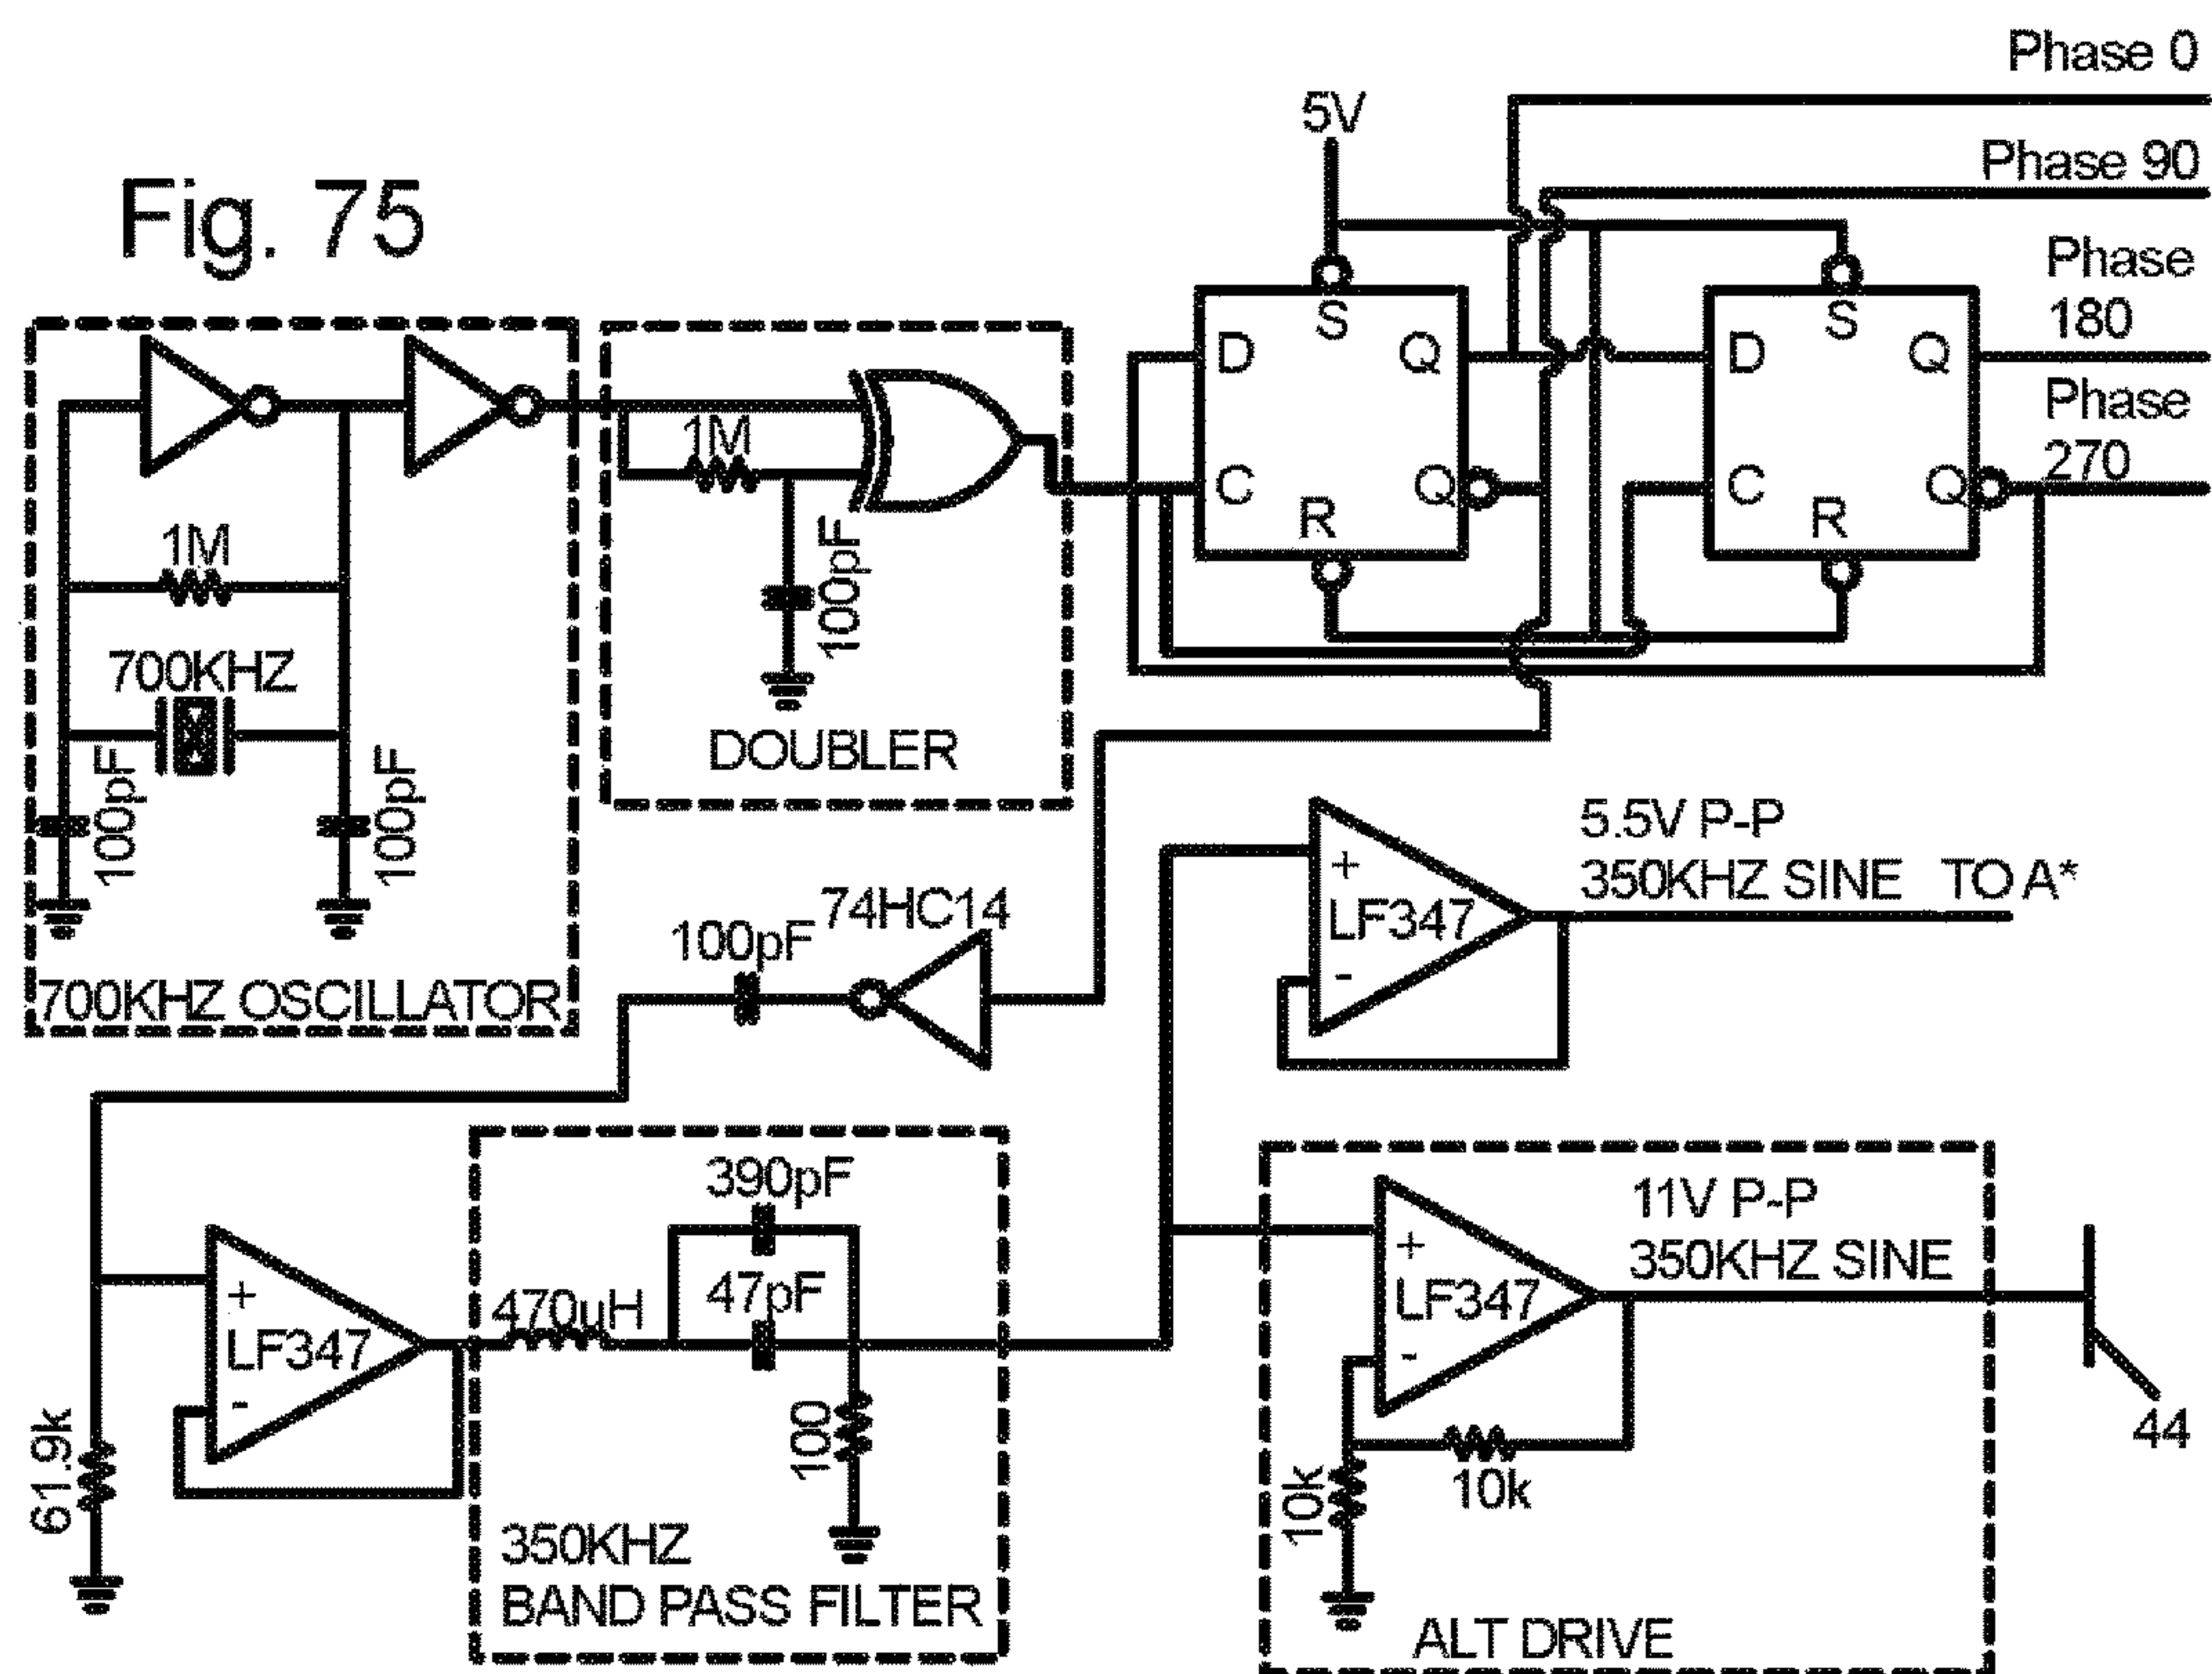 Fig. 75
Phase 0
Phase 90
Phase
180
Phase
270
5V
S
D
Q
C
Q
R
S
D
Q
C
Q
R
1M
700KHZ
100pF
100pF
700KHZ OSCILLATOR
1M
100pF
DOUBLER
74HC14
100pF
5.5V P-P
350KHZ SINE TO A*
+
LF347
-
61.9k
+
LF347
-
470µH
390pF
47pF
100
350KHZ
BAND PASS FILTER
11V P-P
350KHZ SINE
+
LF347
-
10k
10k
ALT DRIVE
44